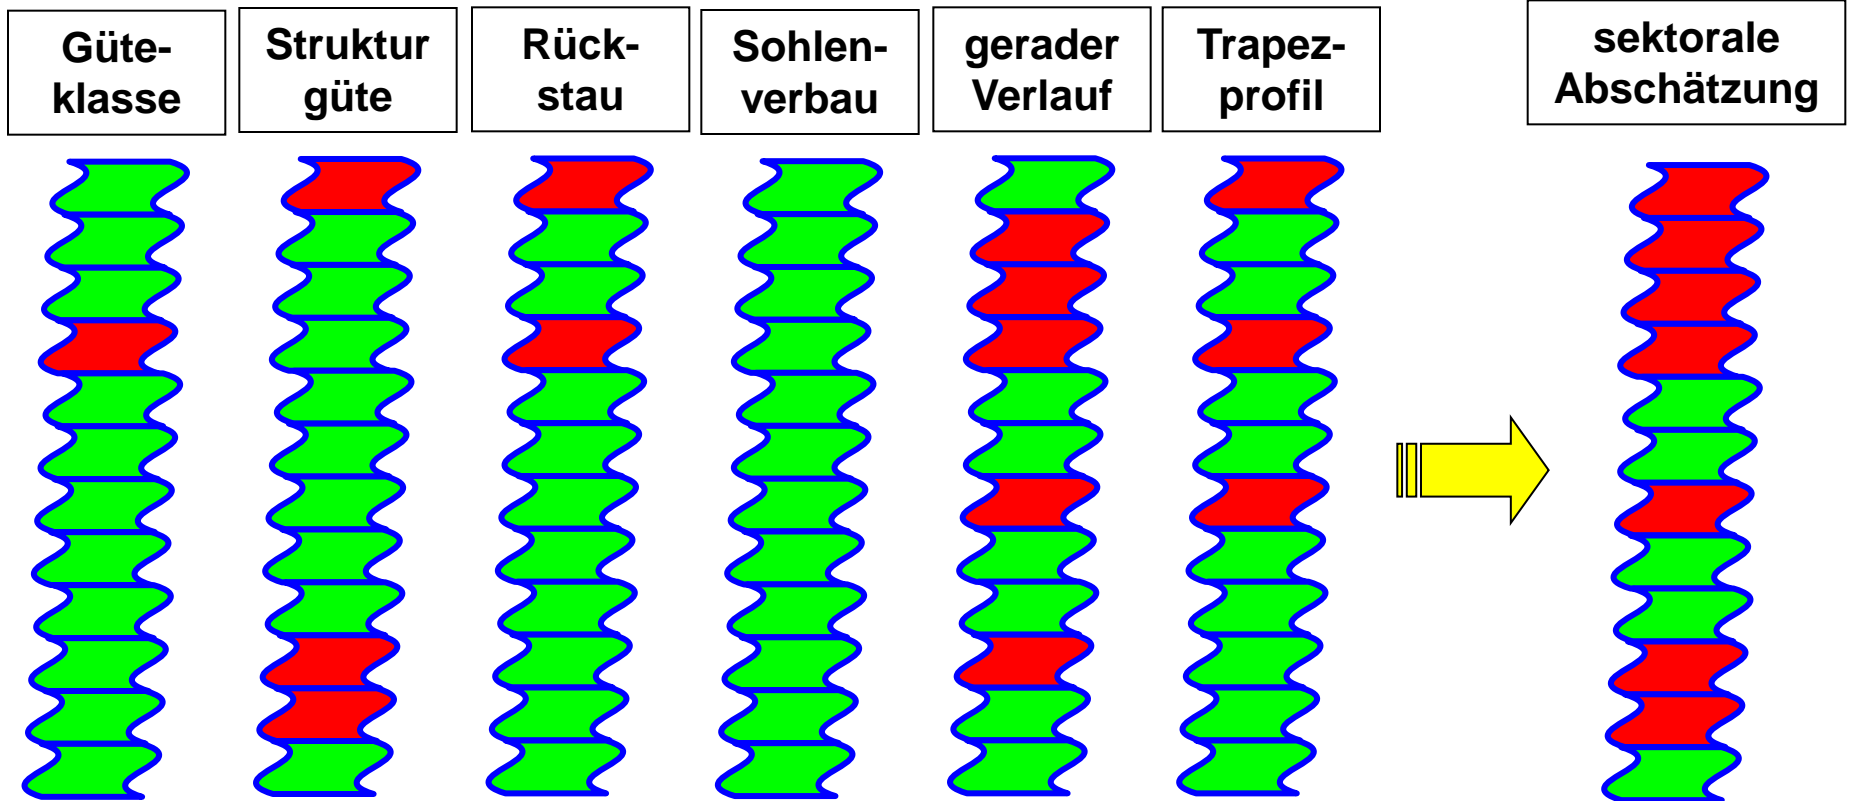 Güte-
klasse
Struktur
güte
Rück-
stau
Sohlen-
verbau
gerader
Verlauf
Trapez-
profil
sektorale
Abschätzung